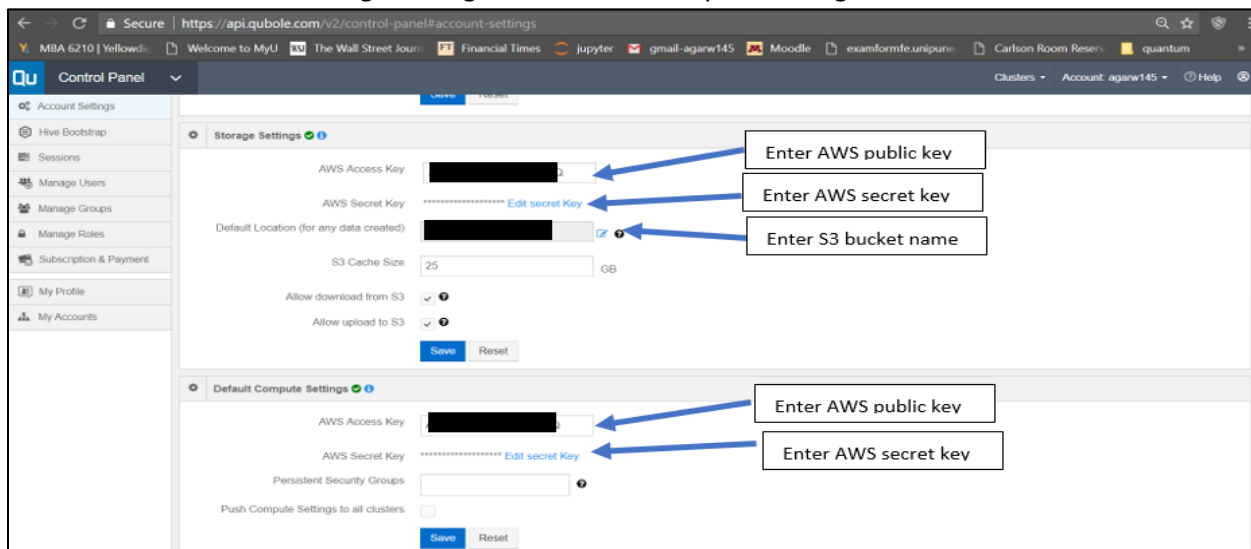 Secure | https://api.qubole.com/v2/control-panel#account-settings
MBA 6210 | Yellowdi Welcome to MyU WSJ The Wall Street Journ FT Financial Times jupyter gmail-agarw145 Moodle examformfe.unipune. Carlson Room Reserv quantum »
Qu Control Panel Clusters Account: agarw145 Help
Account Settings
Save Reset
Hive Bootstrap
Sessions
Manage Users
Manage Groups
Manage Roles
Subscription & Payment
My Profile
My Accounts
Storage Settings
AWS Access Key
Enter AWS public key
AWS Secret Key ******************* Edit secret Key
Enter AWS secret key
Default Location (for any data created)
Enter S3 bucket name
S3 Cache Size 25 GB
Allow download from S3
Allow upload to S3
Save Reset
Default Compute Settings
AWS Access Key
Enter AWS public key
AWS Secret Key ******************* Edit secret Key
Enter AWS secret key
Persistent Security Groups
Push Compute Settings to all clusters
Save Reset